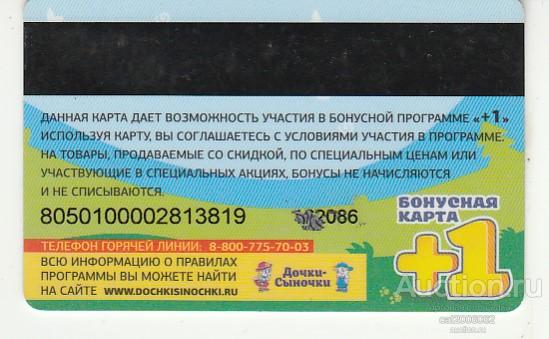 ДАННАЯ КАРТА ДАЕТ ВОЗМОЖНОСТЬ УЧАСТИЯ В БОНУСНОЙ ПРОГРАММЕ «+1»
ИСПОЛЬЗУЯ КАРТУ, ВЫ СОГЛАШАЕТЕСЬ С УСЛОВИЯМИ УЧАСТИЯ В ПРОГРАММЕ.
НА ТОВАРЫ, ПРОДАВАЕМЫЕ СО СКИДКОЙ, ПО СПЕЦИАЛЬНЫМ ЦЕНАМ ИЛИ
УЧАСТВУЮЩИЕ В СПЕЦИАЛЬНЫХ АКЦИЯХ, БОНУСЫ НЕ НАЧИСЛЯЮТСЯ
И НЕ СПИСЫВАЮТСЯ.
8050100002813819
ТЕЛЕФОН ГОРЯЧЕЙ ЛИНИИ: 8-800-775-70-03
ВСЮ ИНФОРМАЦИЮ О ПРАВИЛАХ
ПРОГРАММЫ ВЫ МОЖЕТЕ НАЙТИ
НА САЙТЕ WWW.DOCHKISINOCHKI.RU
Дочки-
Сыночки
БОНУСНАЯ
КАРТА
+1
Auction.ru
cat2006062
auction.ru